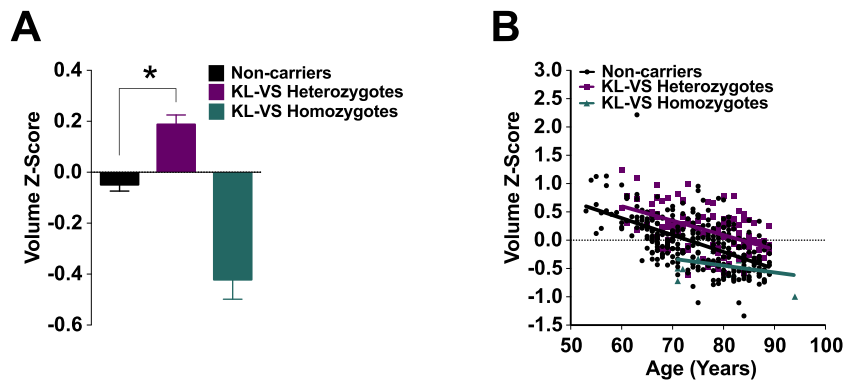 A
Volume Z-Score
0.4
0.2
0.0
-0.2
-0.4
-0.6
*
Non-carriers
KL-VS Heterozygotes
KL-VS Homozygotes
B
Volume Z-Score
3.0
2.5
2.0
1.5
1.0
0.5
0.0
-0.5
-1.0
-1.5
Non-carriers
KL-VS Heterozygotes
KL-VS Homozygotes
50 60 70 80 90 100
Age (Years)